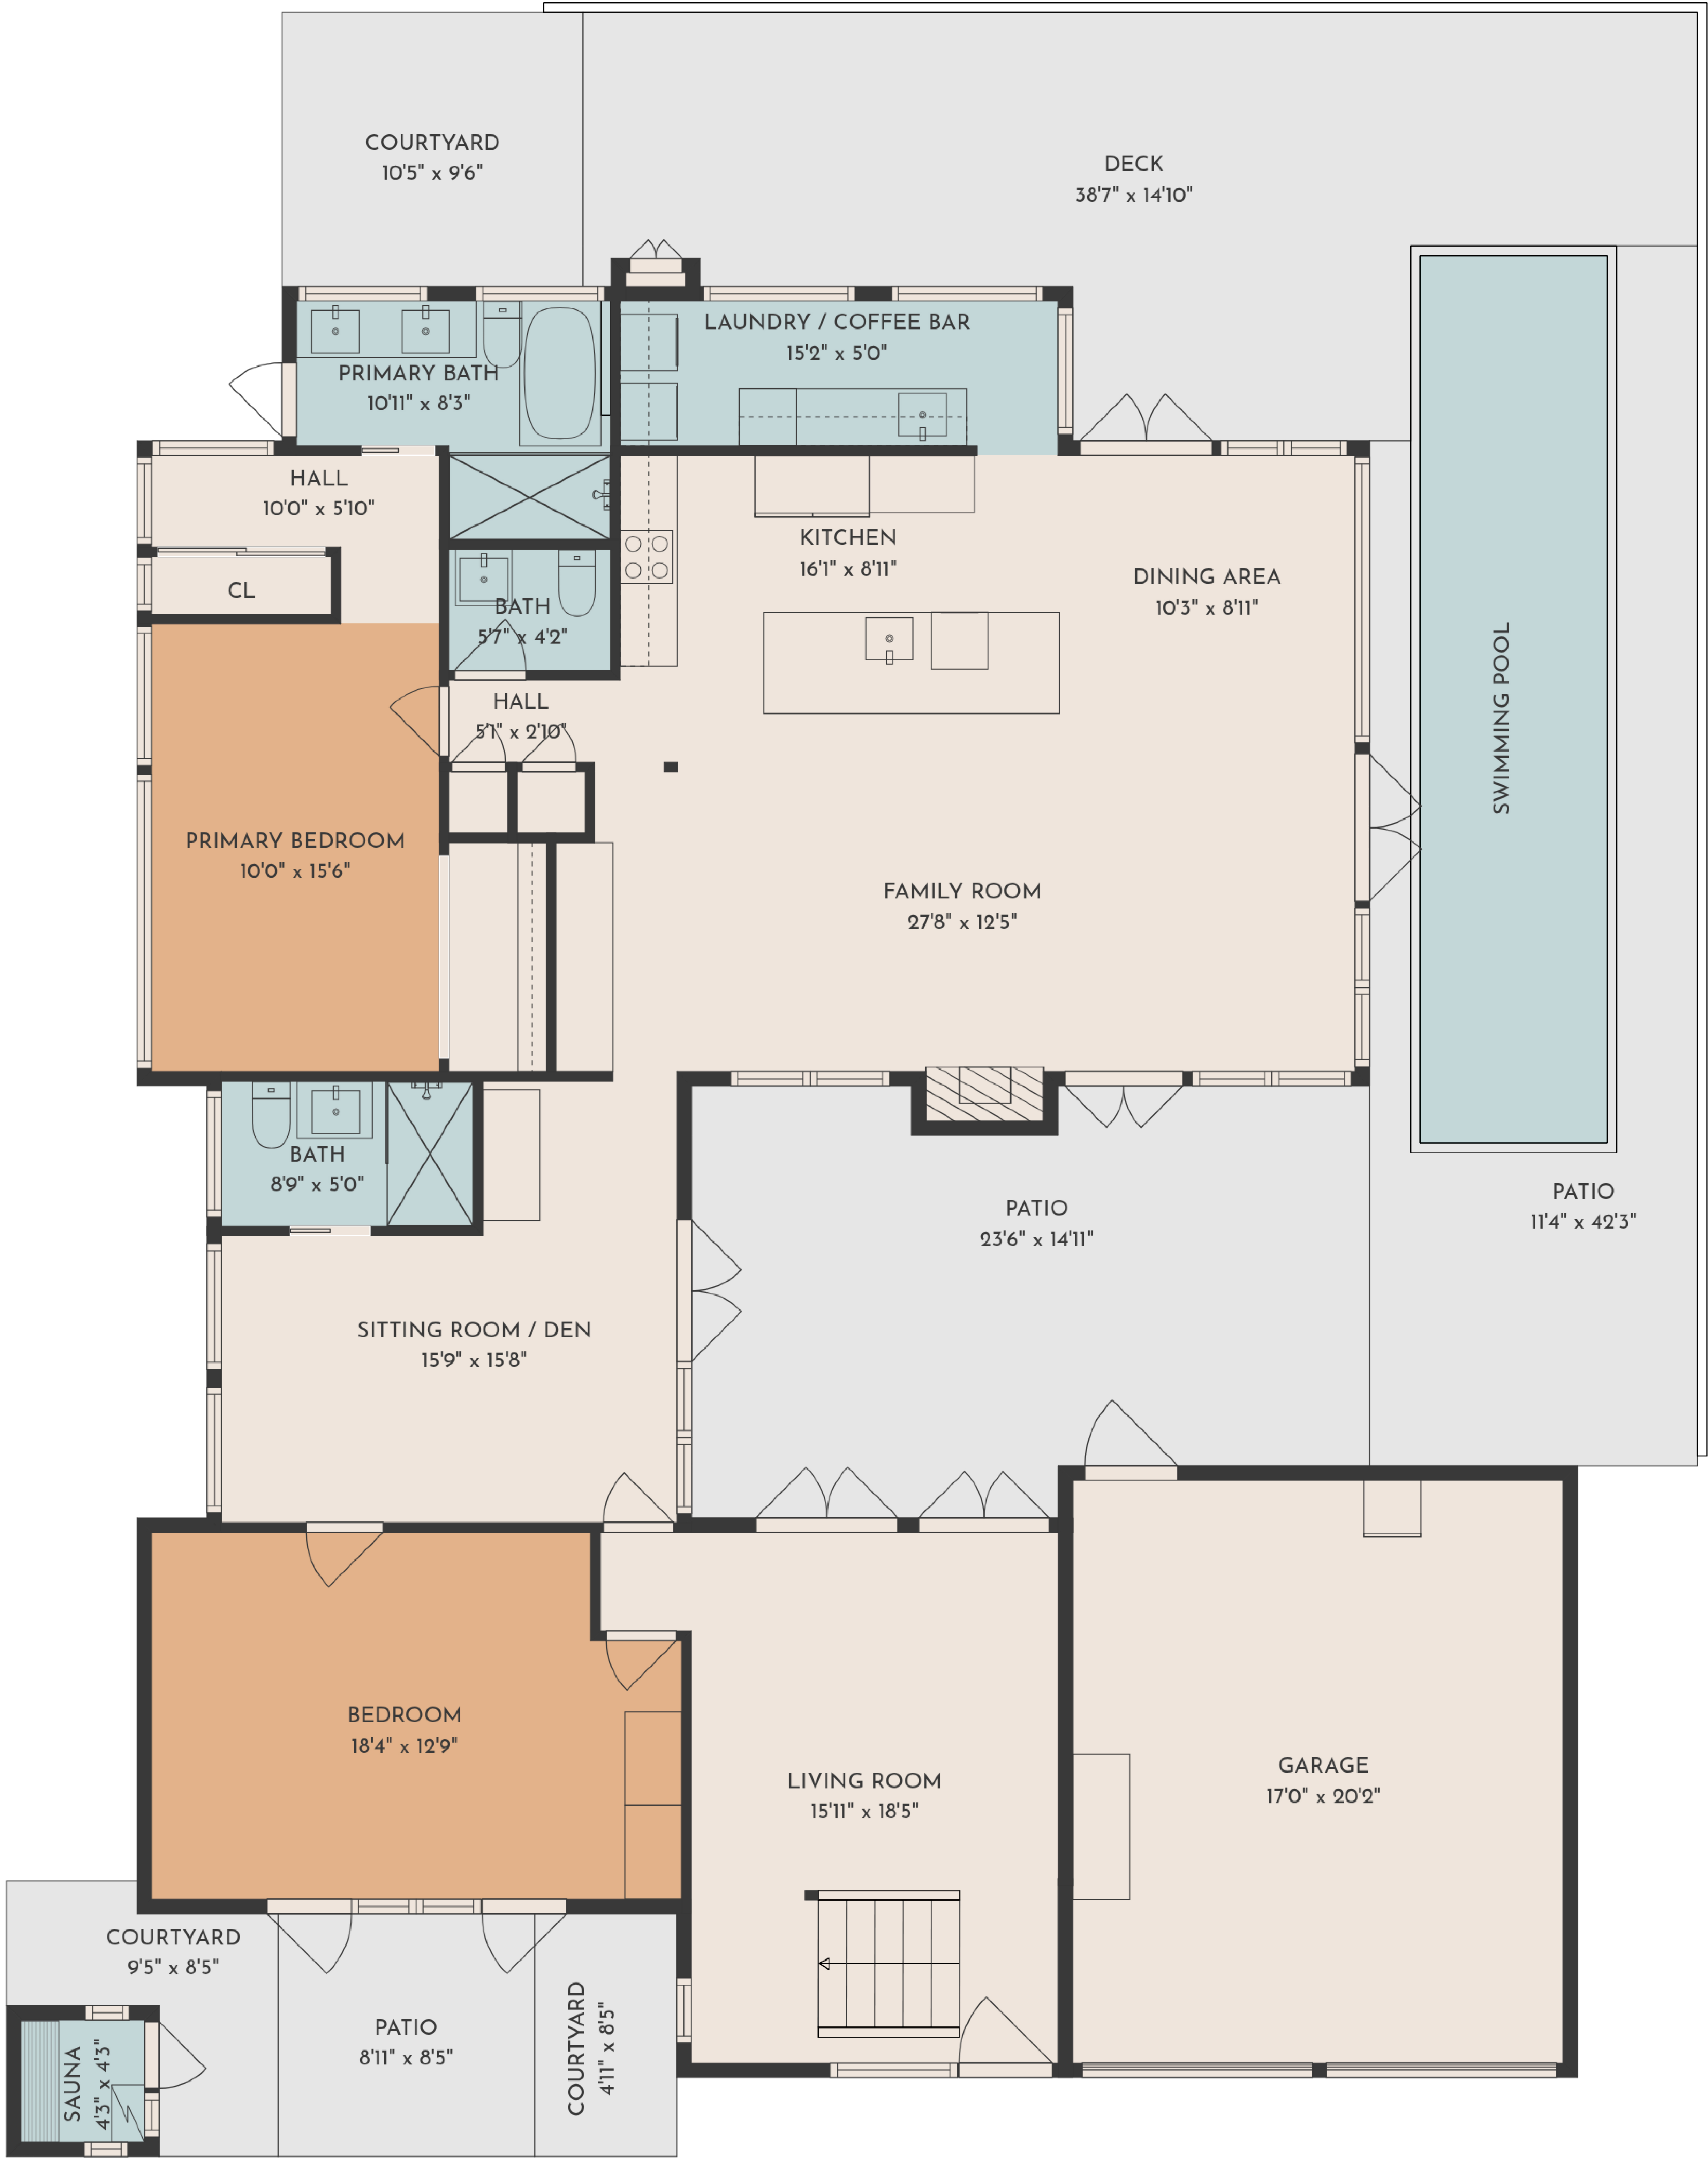 COURTYARD
10'5" x 9'6"
DECK
38'7" x 14'10"
LAUNDRY / COFFEE BAR
15'2" x 5'0"
PRIMARY BATH
10'11" x 8'3"
HALL
10'0" x 5'10"
KITCHEN
16'1" x 8'11"
DINING AREA
10'3" x 8'11"
CL
BATH
5'7" x 4'2"
HALL
5'1" x 2'10"
SWIMMING POOL
PRIMARY BEDROOM
10'0" x 15'6"
FAMILY ROOM
27'8" x 12'5"
BATH
8'9" x 5'0"
PATIO
23'6" x 14'11"
PATIO
11'4" x 42'3"
SITTING ROOM / DEN
15'9" x 15'8"
BEDROOM
18'4" x 12'9"
LIVING ROOM
15'11" x 18'5"
GARAGE
17'0" x 20'2"
COURTYARD
9'5" x 8'5"
PATIO
8'11" x 8'5"
COURTYARD
4'11" x 8'5"
SAUNA
4'3" x 4'3"